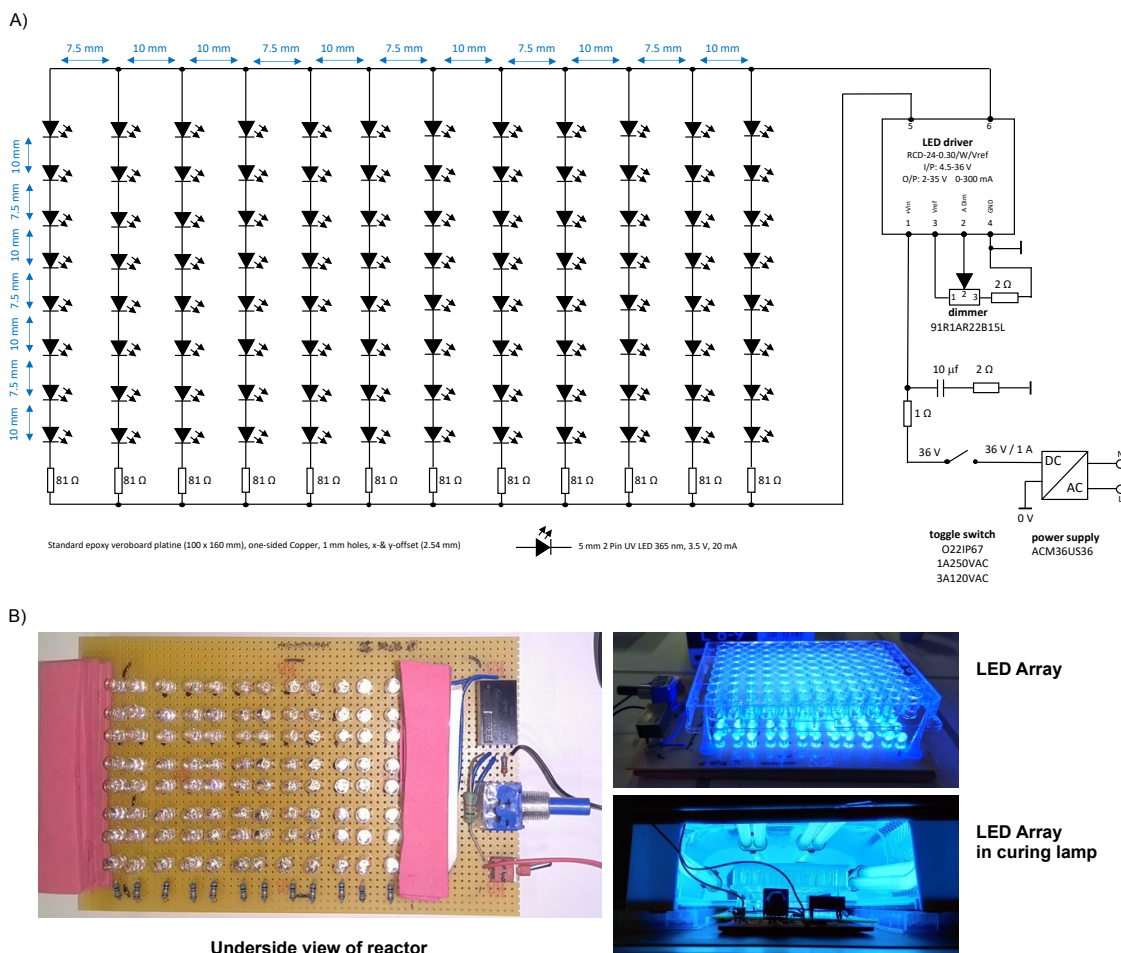 A)
7.5 mm 10 mm 10 mm 7.5 mm 10 mm 7.5 mm 10 mm 7.5 mm 10 mm 7.5 mm 10 mm
10 mm
7.5 mm
10 mm
7.5 mm
10 mm
7.5 mm
10 mm
81 Ω 81 Ω 81 Ω 81 Ω 81 Ω 81 Ω 81 Ω 81 Ω 81 Ω 81 Ω 81 Ω 81 Ω
5 6
LED driver
RCD-24-0.30/W/Vref
I/P: 4.5-36 V
O/P: 2-35 V 0-300 mA
+Vin Vref A Dim GND
1 3 2 4
1 2 3
2 Ω
dimmer
91R1AR22B15L
10 µf 2 Ω
1 Ω
36 V 36 V / 1 A
DC
AC
N
L
0 V
toggle switch
O22IP67
1A250VAC
3A120VAC
power supply
ACM36US36
Standard epoxy veroboard platine (100 x 160 mm), one-sided Copper, 1 mm holes, x-& y-offset (2.54 mm)
5 mm 2 Pin UV LED 365 nm, 3.5 V, 20 mA
B)
LED Array
LED Array
in curing lamp
Underside view of reactor